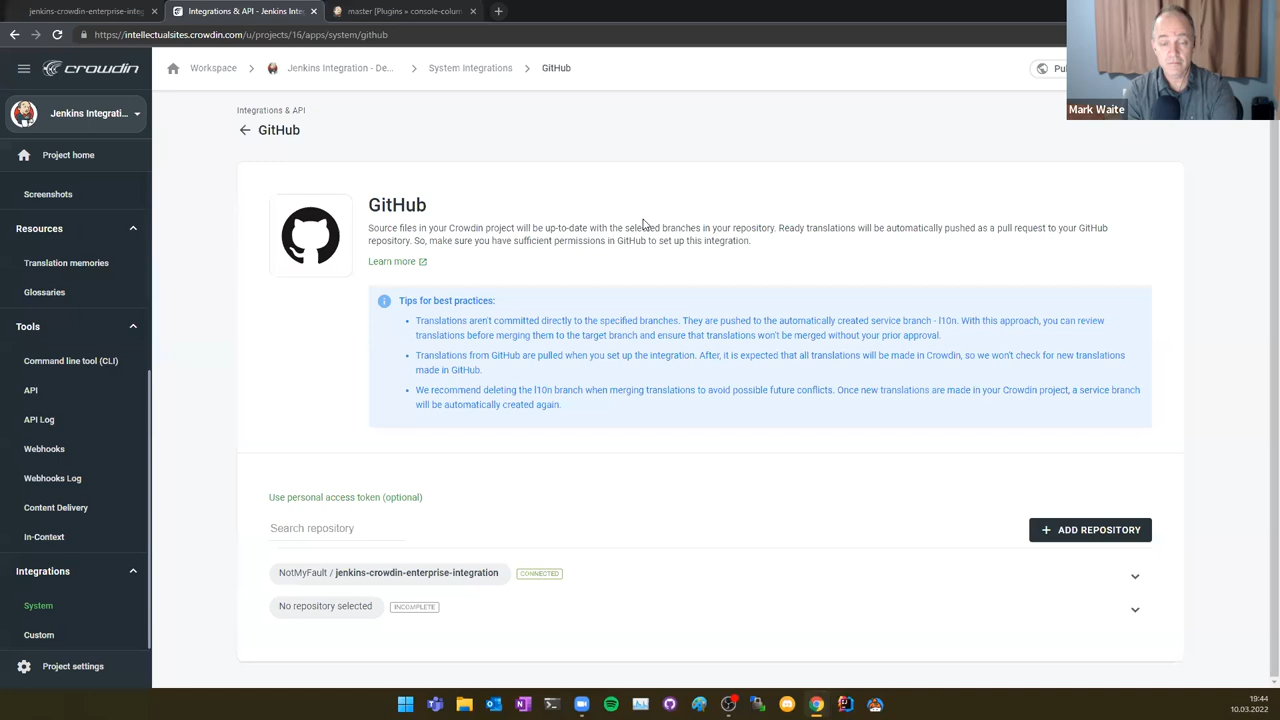 jenkins-crowdin-enterprise-integ
Integrations & API - Jenkins Inte
master [Plugins » scoverage-colum
https://intellectualsites.crowdin.com/u/projects/16/apps/system/github
crowdin
Workspace
Jenkins Integration - De...
System Integrations
GitHub
Pu
Mark Waite
Jenkins Integrati...
Project home
Screenshots
Resources
Translation memories
Glossaries
Tools
Command line tool (CLI)
API
API Log
Webhooks
Webhooks Log
Content Delivery
In-Context
Integrations
System
Custom
Project settings
Integrations & API
GitHub
GitHub
Source files in your Crowdin project will be up-to-date with the selected branches in your repository. Ready translations will be automatically pushed as a pull request to your GitHub
repository. So, make sure you have sufficient permissions in GitHub to set up this integration.
Learn more
Tips for best practices:
Translations aren't committed directly to the specified branches. They are pushed to the automatically created service branch - l10n. With this approach, you can review
translations before merging them to the target branch and ensure that translations won't be merged without your prior approval.
Translations from GitHub are pulled when you set up the integration. After, it is expected that all translations will be made in Crowdin, so we won't check for new translations
made in GitHub.
We recommend deleting the l10n branch when merging translations to avoid possible future conflicts. Once new translations are made in your Crowdin project, a service branch
will be automatically created again.
Use personal access token (optional)
Search repository
+ ADD REPOSITORY
NotMyFault / jenkins-crowdin-enterprise-integration
CONNECTED
No repository selected
INCOMPLETE
19:44
10.03.2022